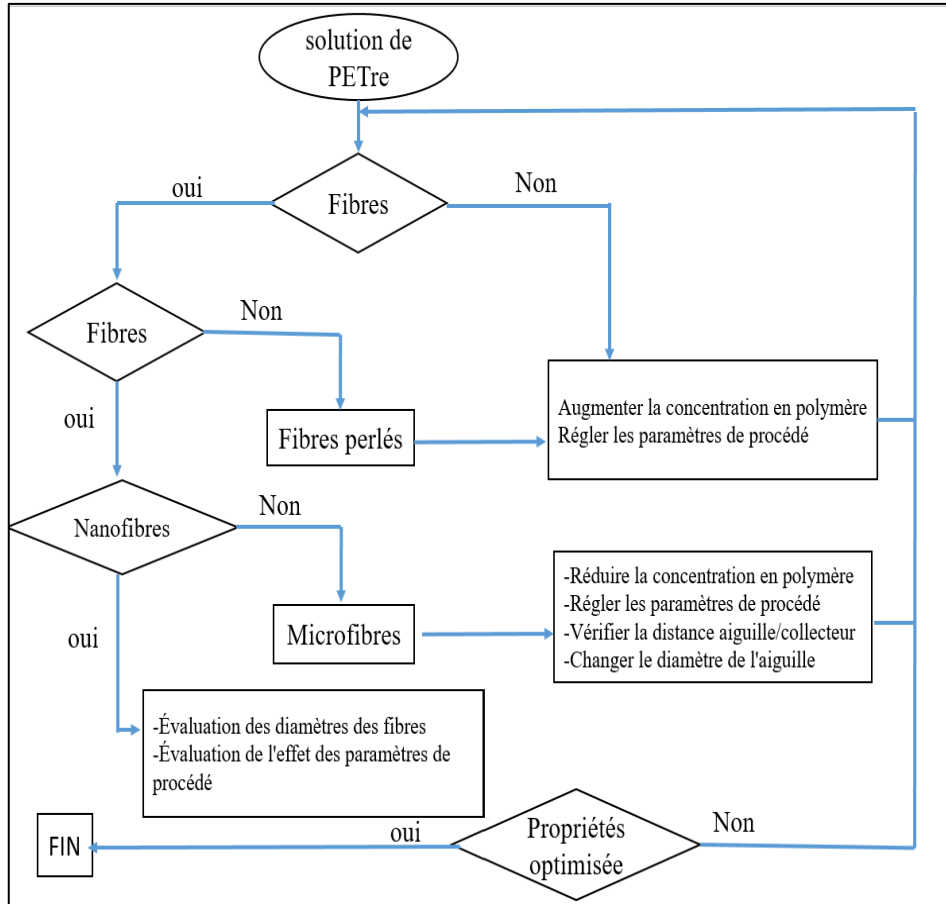 solution de
PETre
oui
Fibres
Non
Fibres
Non
oui
Fibres perlés
Augmenter la concentration en polymère
Régler les paramètres de procédé
Nanofibres
Non
oui
Microfibres
-Réduire la concentration en polymère
-Régler les paramètres de procédé
-Vérifier la distance aiguille/collecteur
-Changer le diamètre de l'aiguille
-Évaluation des diamètres des fibres
-Évaluation de l'effet des paramètres de
procédé
FIN
oui
Propriétés
optimisée
Non